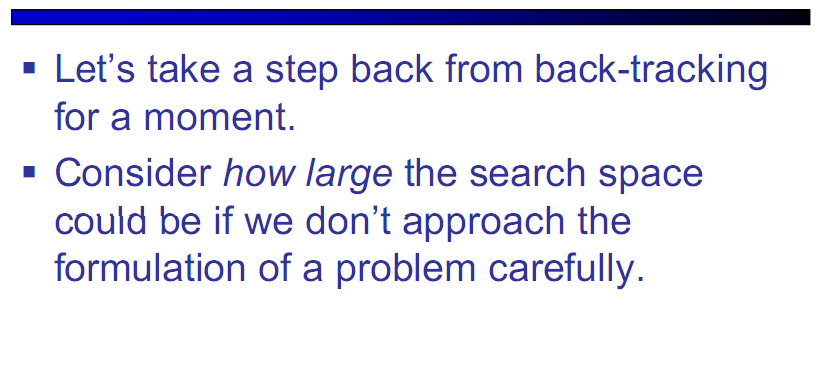 ▪ Let’s take a step back from back-tracking
for a moment.
▪ Consider how large the search space
could be if we don’t approach the
formulation of a problem carefully.